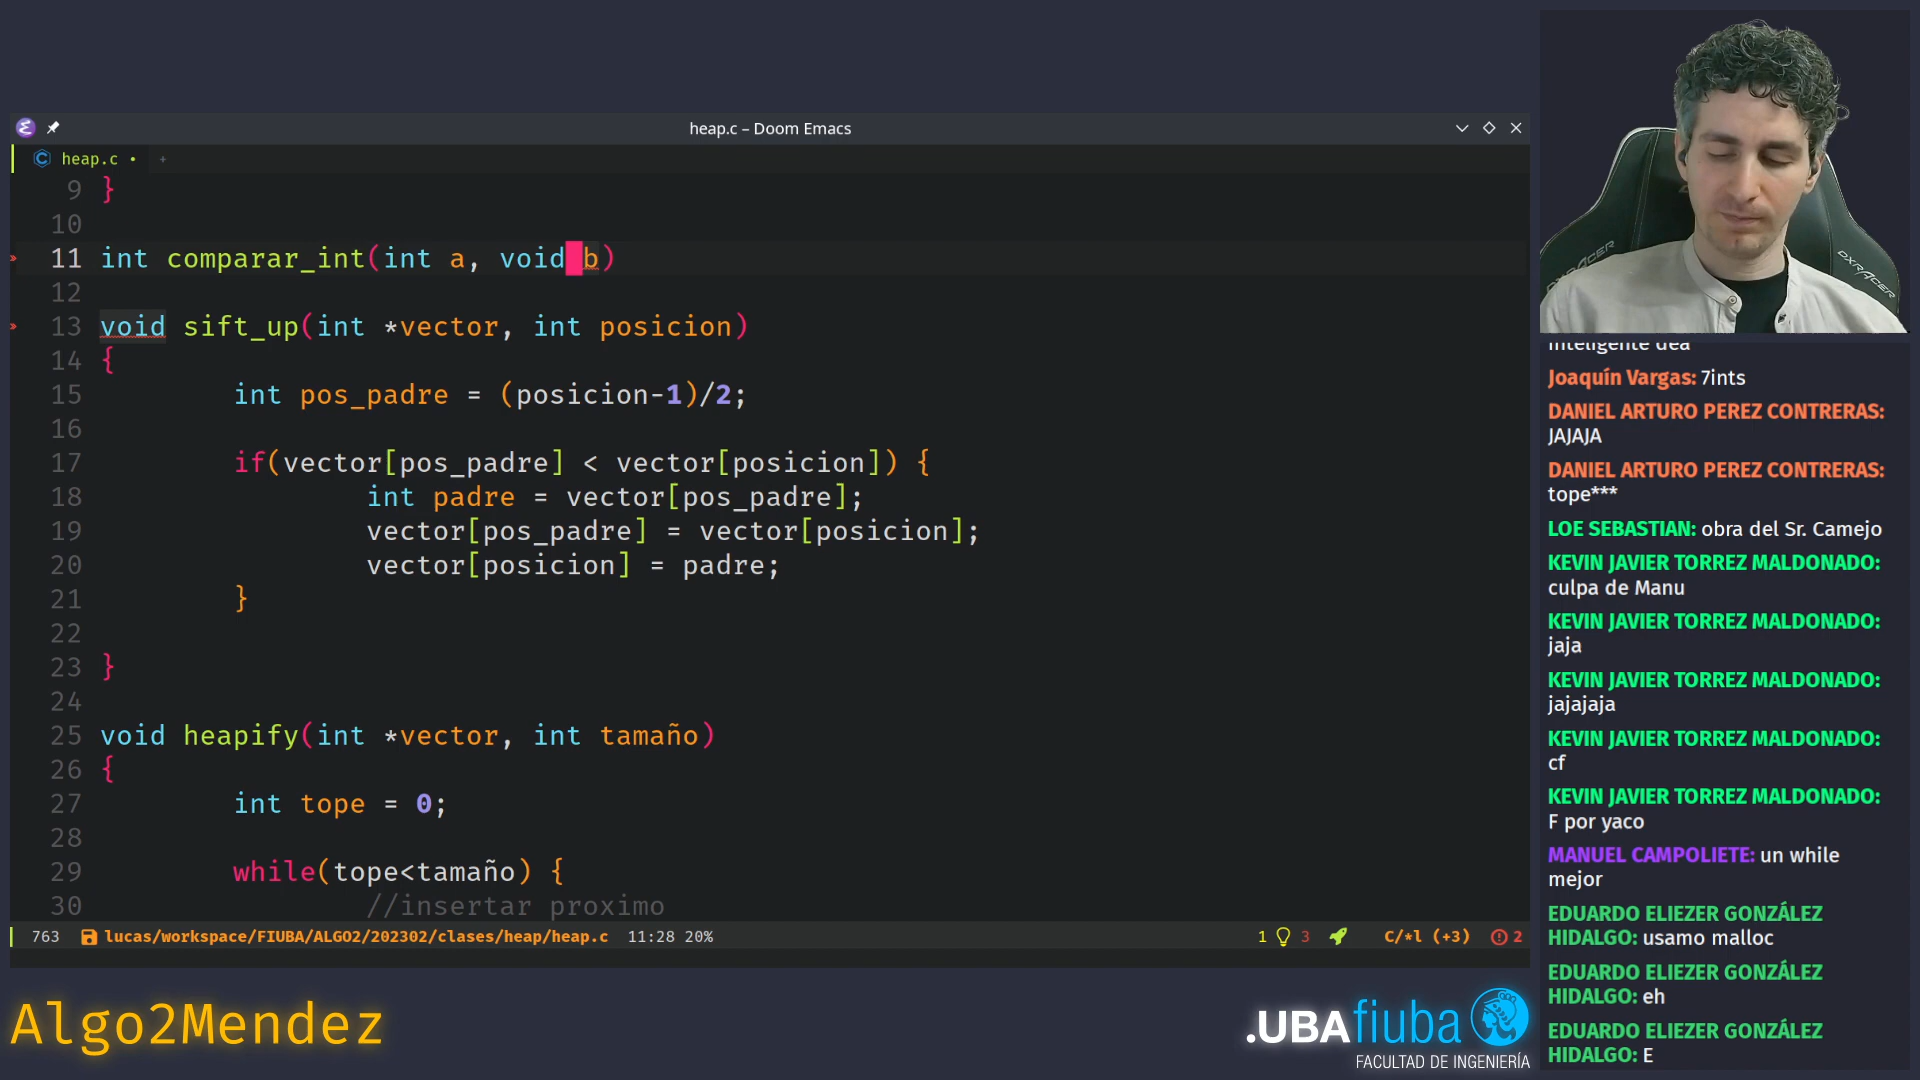 heap.c – Doom Emacs
heap.c • +
9 }
10
11 int comparar_int(int a, void b)
12
13 void sift_up(int *vector, int posicion)
14 {
15 int pos_padre = (posicion-1)/2;
16
17 if(vector[pos_padre] < vector[posicion]) {
18 int padre = vector[pos_padre];
19 vector[pos_padre] = vector[posicion];
20 vector[posicion] = padre;
21 }
22
23 }
24
25 void heapify(int *vector, int tamaño)
26 {
27 int tope = 0;
28
29 while(tope<tamaño) {
30 //insertar proximo
763 lucas/workspace/FIUBA/ALGO2/202302/clases/heap/heap.c 11:28 20% 1 3 C/*l (+3) 2
Algo2Mendez
.UBAfiuba
FACULTAD DE INGENIERÍA
DXRACER
inteligente dea
Joaquín Vargas: 7ints
DANIEL ARTURO PEREZ CONTRERAS:
JAJAJA
DANIEL ARTURO PEREZ CONTRERAS:
tope***
LOE SEBASTIAN: obra del Sr. Camejo
KEVIN JAVIER TORREZ MALDONADO:
culpa de Manu
KEVIN JAVIER TORREZ MALDONADO:
jaja
KEVIN JAVIER TORREZ MALDONADO:
jajajaja
KEVIN JAVIER TORREZ MALDONADO:
cf
KEVIN JAVIER TORREZ MALDONADO:
F por yaco
MANUEL CAMPOLIETE: un while
mejor
EDUARDO ELIEZER GONZÁLEZ
HIDALGO: usamo malloc
EDUARDO ELIEZER GONZÁLEZ
HIDALGO: eh
EDUARDO ELIEZER GONZÁLEZ
HIDALGO: E